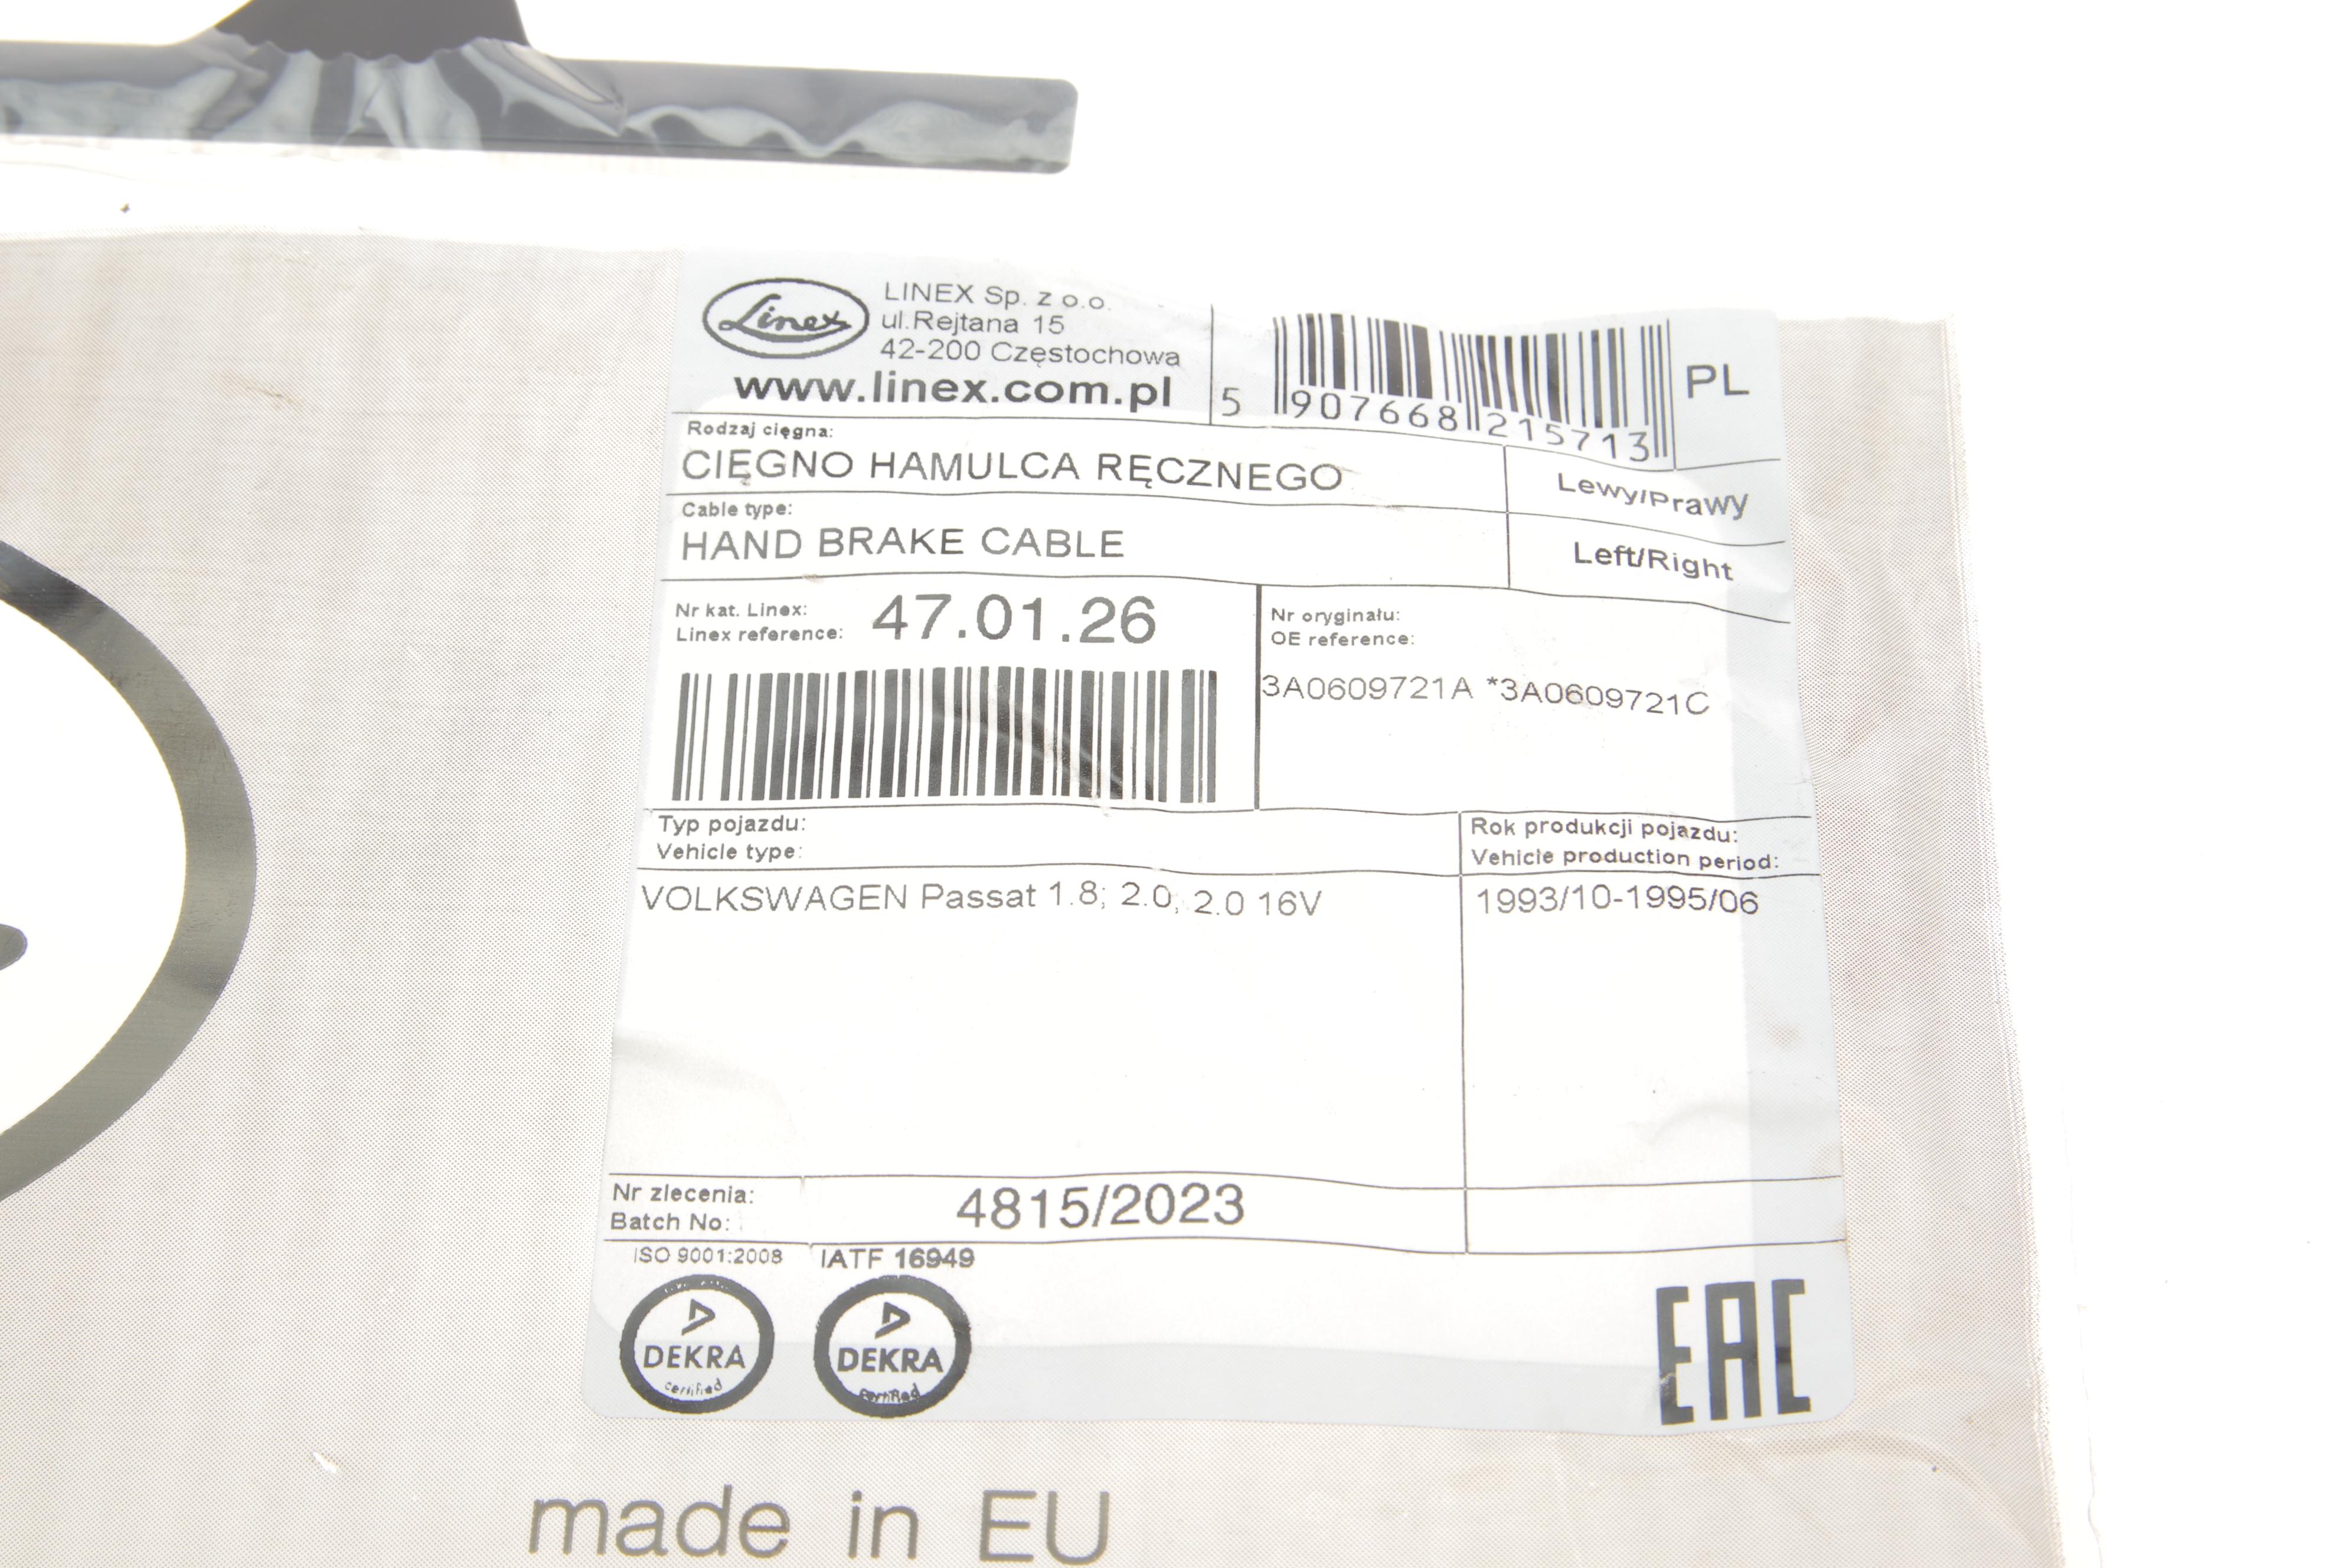 Linex
LINEX Sp. z o.o.
ul.Rejtana 15
42-200 Częstochowa
www.linex.com.pl
5 907668 215713
PL
Rodzaj cięgna:
CIĘGNO HAMULCA RĘCZNEGO
Lewy/Prawy
Cable type:
HAND BRAKE CABLE
Left/Right
Nr kat. Linex:
Linex reference:
47.01.26
Nr oryginału:
OE reference:
3A0609721A *3A0609721C
Typ pojazdu:
Vehicle type:
Rok produkcji pojazdu:
Vehicle production period:
VOLKSWAGEN Passat 1.8; 2.0; 2.0 16V
1993/10-1995/06
Nr zlecenia:
Batch No:
4815/2023
ISO 9001:2008
IATF 16949
DEKRA
certified
DEKRA
certified
EAC
made in EU